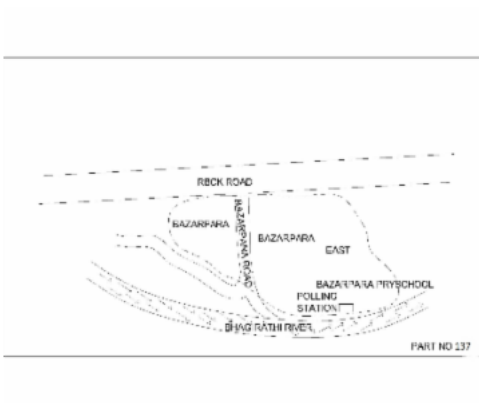 RBCK ROAD
BAZARPARA
BAZARPARA ROAD
BAZARPARA
EAST
BAZARPARA PRYSCHOOL
POLLING
STATION
BHAGIRATHI RIVER
PART NO 137